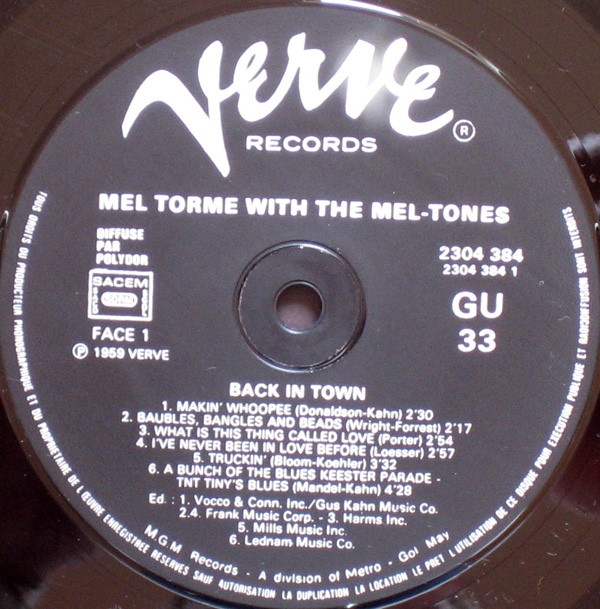 Verve
RECORDS ®
MEL TORME WITH THE MEL-TONES
DIFFUSE
PAR
POLYDOR
2304 384
2304 384 1
SACEM
FACE 1
GU
33
Ⓟ 1959 VERVE
BACK IN TOWN
1. MAKIN' WHOOPEE (Donaldson-Kahn) 2'30
2. BAUBLES, BANGLES AND BEADS (Wright-Forrest) 2'17
3. WHAT IS THIS THING CALLED LOVE (Porter) 2'54
4. I'VE NEVER BEEN IN LOVE BEFORE (Loesser) 2'57
5. TRUCKIN' (Bloom-Koehler) 3'32
6. A BUNCH OF THE BLUES KEESTER PARADE -
TNT TINY'S BLUES (Mandel-Kahn) 4'28
Ed. : 1. Vocco & Conn. Inc./Gus Kahn Music Co.
2.4. Frank Music Corp. - 3. Harms Inc.
5. Mills Music Inc.
6. Lednam Music Co.
M.G.M Records - A division of Metro - Gol May
TOUS DROITS DU PRODUCTEUR PHONOGRAPHIQUE ET DU PROPRIETAIRE DE L'ŒUVRE ENREGISTREE RESERVES SAUF AUTORISATION LA DUPLICATION LA LOCATION LE PRET L'UTILISATION DE CE DISQUE POUR EXECUTION PUBLIQUE ET RADIODIFFUSION SONT INTERDITS